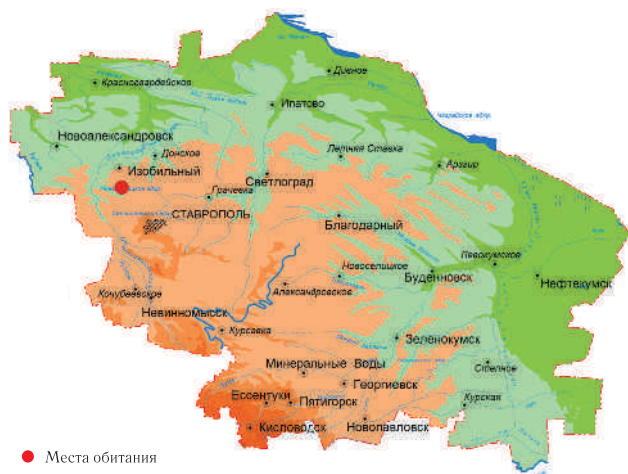 Дивное
Красногвардейское
Ипатово
Новоалександровск
Донское
Летняя Ставка
Арзгир
Изобильный
Светлоград
Грачевка
СТАВРОПОЛЬ
Благодарный
Левокумское
Новоселицкое
Буденновск
Нефтекумск
Кочубеевское
Александровское
Невинномысск
Курсавка
Зеленокумск
Минеральные Воды
Степное
Георгиевск
Ессентуки
Пятигорск
Курская
Кисловодск
Новопавловск
Места обитания